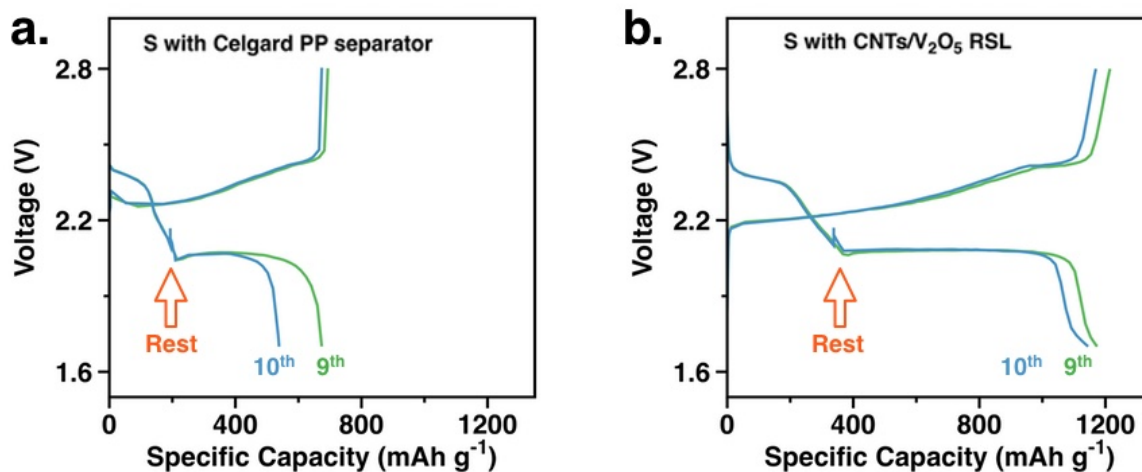 a.
S with Celgard PP separator
2.8
2.2
1.6
Voltage (V)
Rest
10ᵗʰ
9ᵗʰ
0
400
800
1200
Specific Capacity (mAh g⁻¹)
b.
S with CNTs/V₂O₅ RSL
2.8
2.2
1.6
Voltage (V)
Rest
10ᵗʰ
9ᵗʰ
0
400
800
1200
Specific Capacity (mAh g⁻¹)